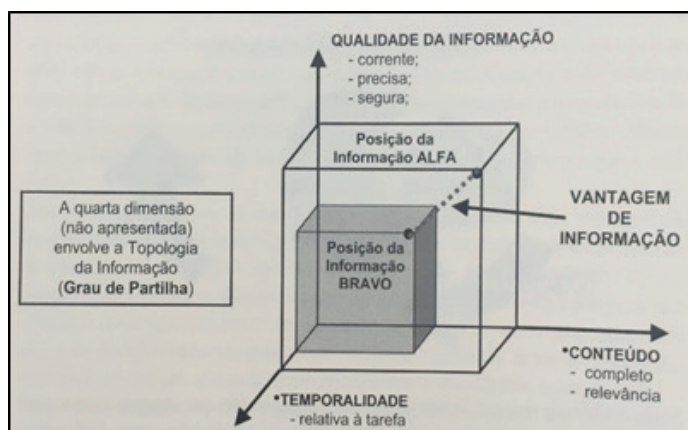 QUALIDADE DA INFORMAÇÃO
- corrente;
- precisa;
- segura;
Posição da
Informação ALFA
A quarta dimensão
(não apresentada)
envolve a Topologia
da Informação
(Grau de Partilha)
VANTAGEM
DE
INFORMAÇÃO
Posição da
Informação
BRAVO
*CONTEÚDO
- completo
- relevância
*TEMPORALIDADE
- relativa à tarefa